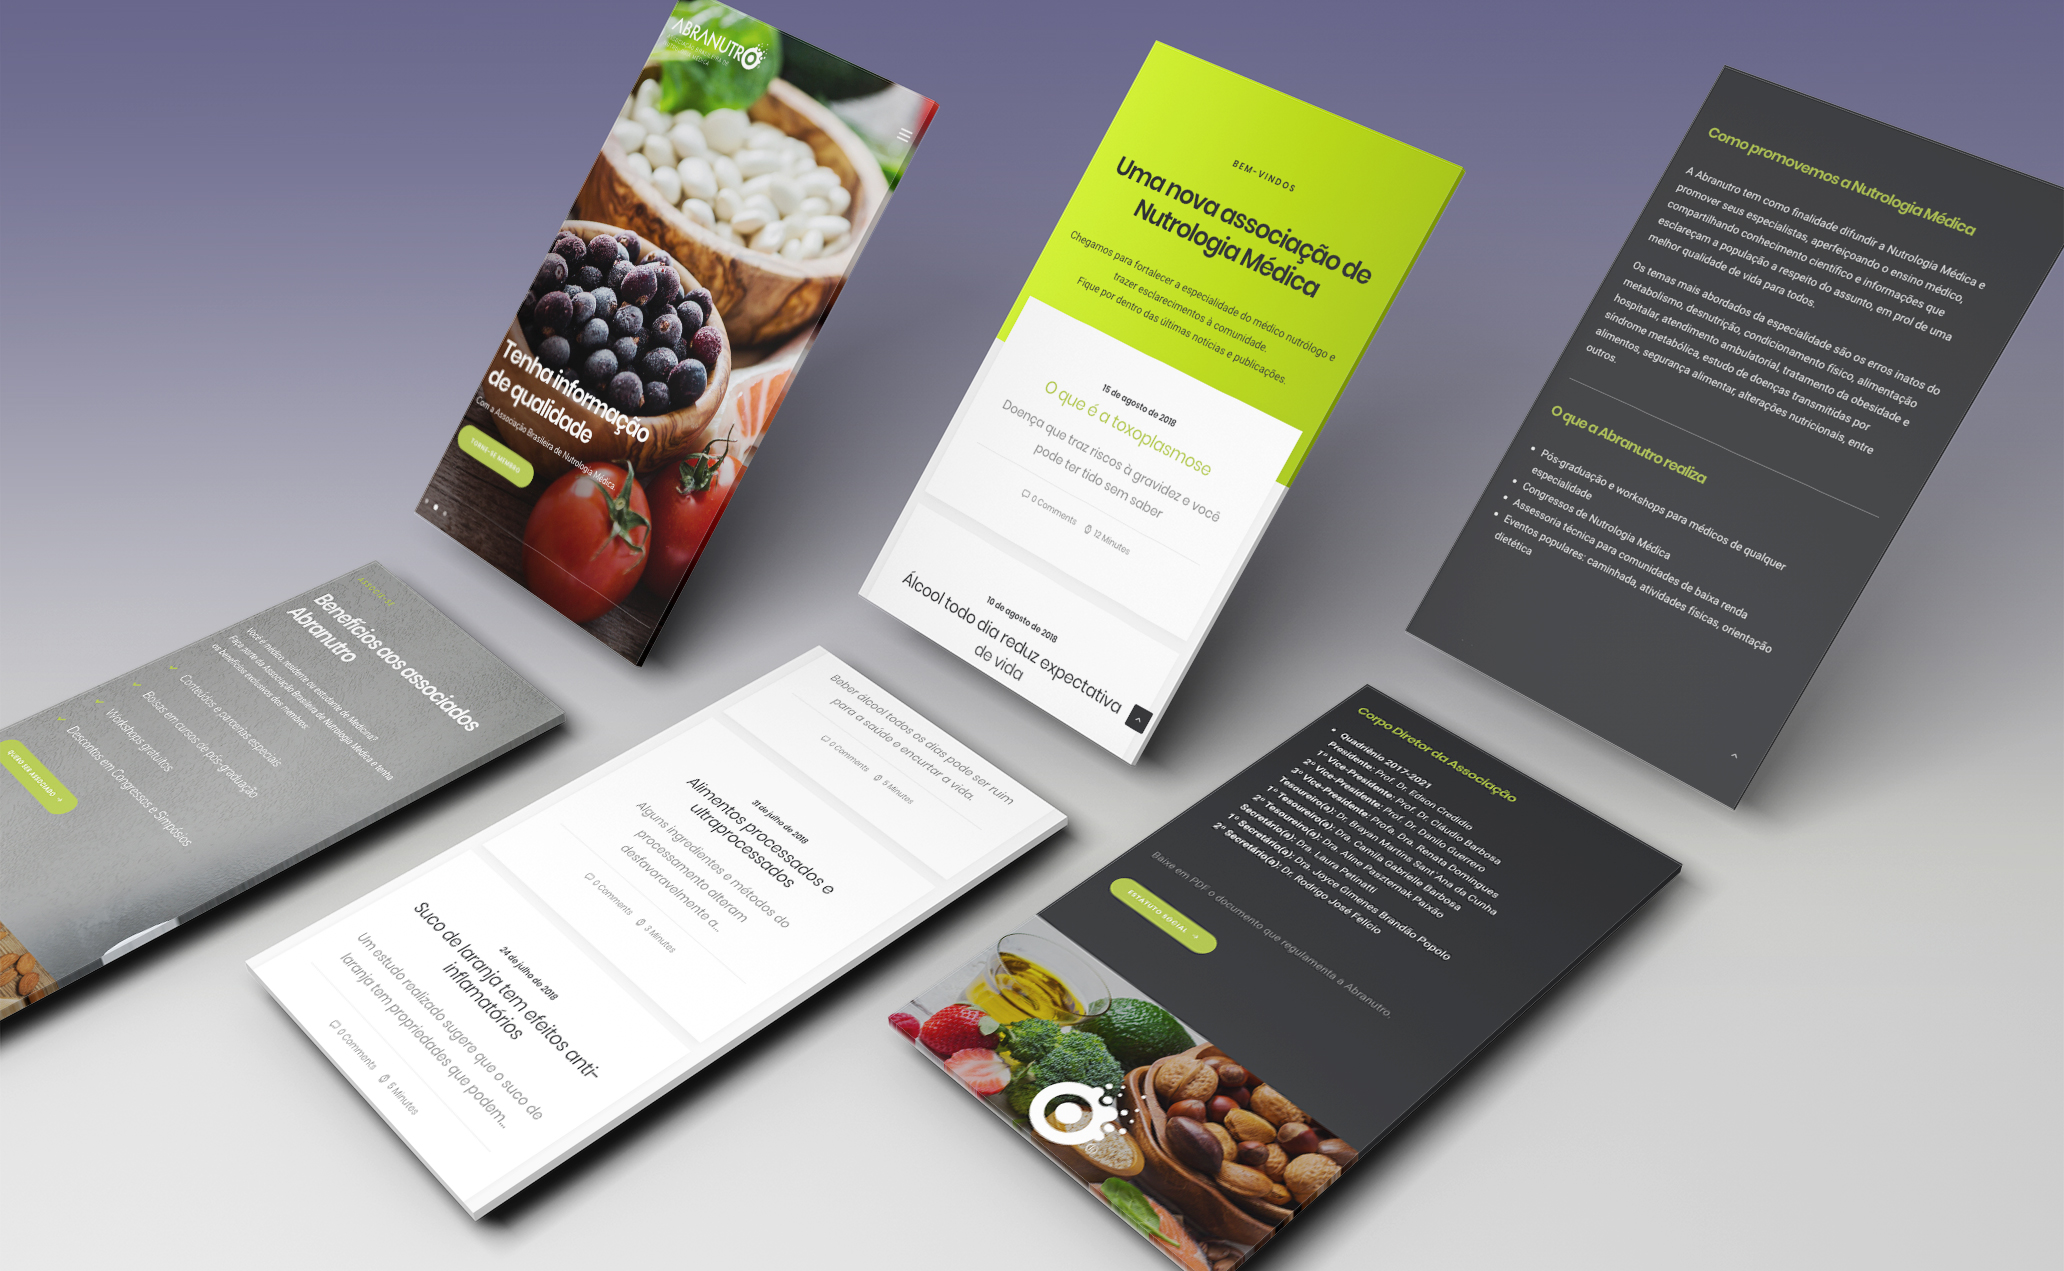 ABRANUTRO
Tenha informação
de qualidade
Com a Associação Brasileira de Nutrologia Médica
TORNE-SE MEMBRO
BEM-VINDOS
Uma nova associação de
Nutrologia Médica
Chegamos para fortalecer a especialidade do médico nutrólogo e
trazer esclarecimentos à comunidade.
Fique por dentro das últimas notícias e publicações.
15 de agosto de 2018
O que é a toxoplasmose
Doença que traz riscos à gravidez e você
pode ter tido sem saber
0 Comments 12 Minutes
10 de agosto de 2018
Álcool todo dia reduz expectativa
de vida
Como promovemos a Nutrologia Médica
A Abranutro tem como finalidade difundir a Nutrologia Médica e
promover seus especialistas, aperfeiçoando o ensino médico,
compartilhando conhecimento científico e informações que
esclareçam a população a respeito do assunto, em prol de uma
melhor qualidade de vida para todos.
Os temas mais abordados da especialidade são os erros inatos do
metabolismo, desnutrição, condicionamento físico, alimentação
hospitalar, atendimento ambulatorial, tratamento da obesidade e
síndrome metabólica, estudo de doenças transmitidas por
alimentos, segurança alimentar, alterações nutricionais, entre
outros.
O que a Abranutro realiza
• Pós-graduação e workshops para médicos de qualquer
especialidade
• Congressos de Nutrologia Médica
• Assessoria técnica para comunidades de baixa renda
• Eventos populares: caminhada, atividades físicas, orientação
dietética
ASSOCIE-SE
Benefícios aos associados
Abranutro
Você é médico, residente ou estudante de Medicina?
Faça parte da Associação Brasileira de Nutrologia Médica e tenha
os benefícios exclusivos dos membros.
Conteúdos e parcerias especiais
Bolsas em cursos de pós-graduação
Workshops gratuitos
Descontos em Congressos e Simpósios
QUERO SER ASSOCIADO →
Beber álcool todos os dias pode ser ruim
para a saúde e encurtar a vida.
0 Comments 5 Minutes
31 de julho de 2018
Alimentos processados e
ultraprocessados
Alguns ingredientes e métodos do
processamento alteram
desfavoravelmente a...
0 Comments 3 Minutes
24 de julho de 2018
Suco de laranja tem efeitos anti-
inflamatórios
Um estudo realizado sugere que o suco de
laranja tem propriedades que podem...
0 Comments 5 Minutes
Corpo Diretor da Associação
• Quadriênio 2017-2021
Presidente: Prof. Dr. Edson Credidio
1º Vice-Presidente: Prof. Dr. Cláudio Barbosa
2º Vice-Presidente: Prof. Dr. Danilo Guerrero
3º Vice-Presidente: Profa. Dra. Renata Domingues
Tesoureiro(a): Dr. Brayan Martins Sant'Ana da Cunha
1º Tesoureiro(a): Dra. Camila Gabrielle Barbosa
2º Tesoureiro(a): Dra. Aline Paszternak Paixão
Secretário(a): Dra. Laura Petinatti
1º Secretário(a): Dra. Joyce Gimenes Brandão Popolo
2º Secretário(a): Dr. Rodrigo José Felício
Baixe em PDF o documento que regulamenta a Abranutro.
ESTATUTO SOCIAL →